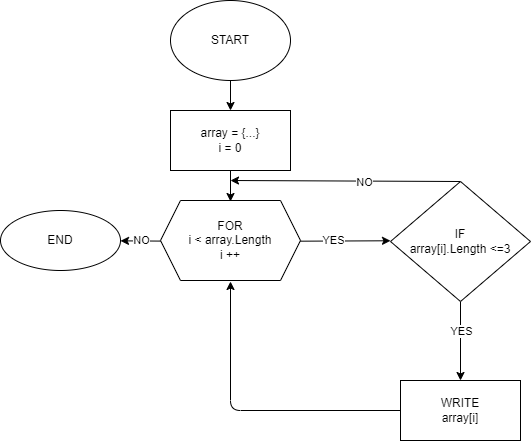 START
array = {...}
i = 0
NO
FOR
i < array.Length
i ++
END
NO
YES
IF
array[i].Length <=3
YES
WRITE
array[i]